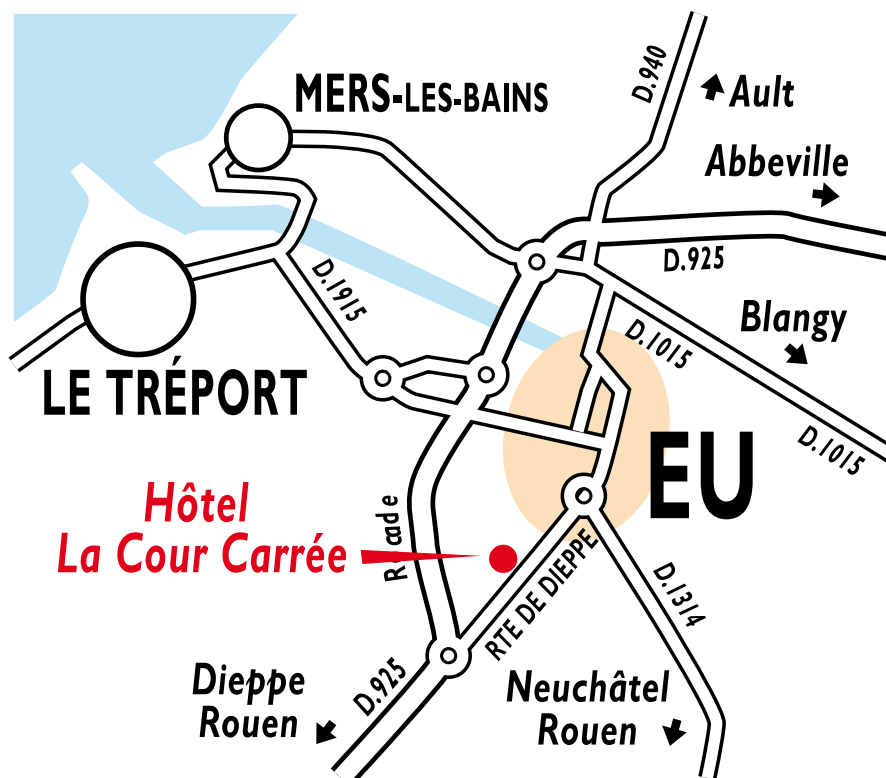 MERS-LES-BAINS
D.940
Ault
Abbeville
D.925
D.1915
Blangy
D.1015
LE TRÉPORT
D.1015
EU
Hôtel
La Cour Carrée
RTE DE DIEPPE
D.1314
Dieppe
Rouen
D.925
Neuchâtel
Rouen